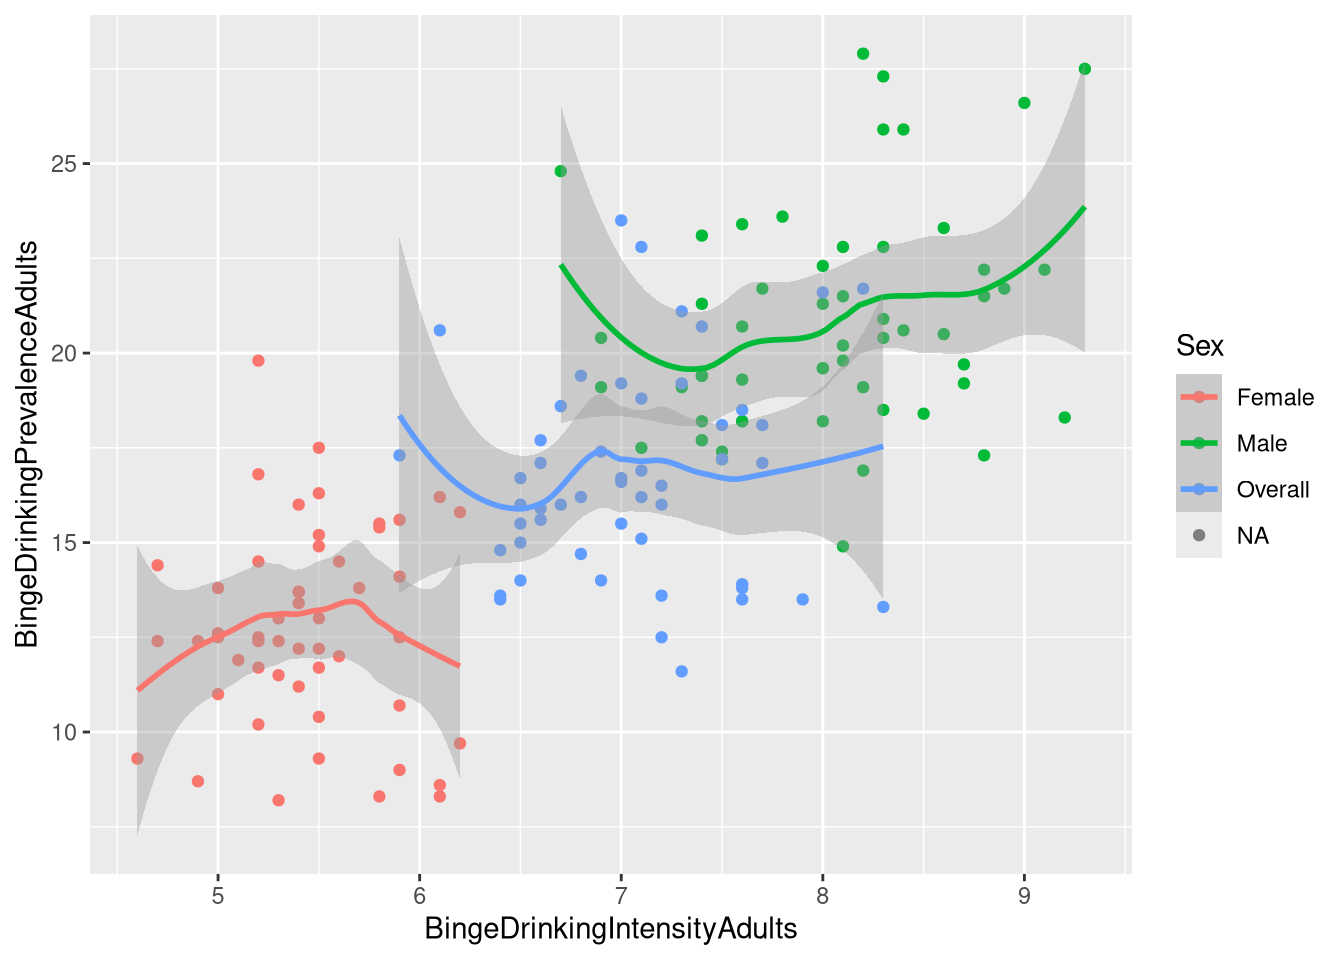 BingeDrinkingPrevalenceAdults
25
20
15
10
5
6
7
8
9
BingeDrinkingIntensityAdults
Sex
Female
Male
Overall
NA